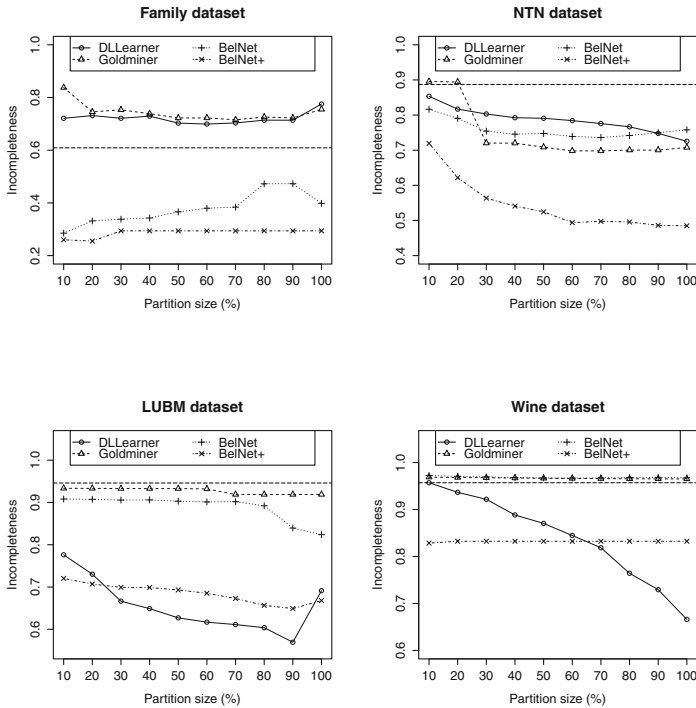 Family dataset
DLLearner
Goldminer
BelNet
BelNet+
Incompleteness
1.0
0.8
0.6
0.4
0.2
10 20 30 40 50 60 70 80 90 100
Partition size (%)
NTN dataset
DLLearner
Goldminer
BelNet
BelNet+
Incompleteness
1.0
0.9
0.8
0.7
0.6
0.5
0.4
10 20 30 40 50 60 70 80 90 100
Partition size (%)
LUBM dataset
DLLearner
Goldminer
BelNet
BelNet+
Incompleteness
1.0
0.9
0.8
0.7
0.6
10 20 30 40 50 60 70 80 90 100
Partition size (%)
Wine dataset
DLLearner
Goldminer
BelNet
BelNet+
Incompleteness
1.0
0.9
0.8
0.7
0.6
10 20 30 40 50 60 70 80 90 100
Partition size (%)